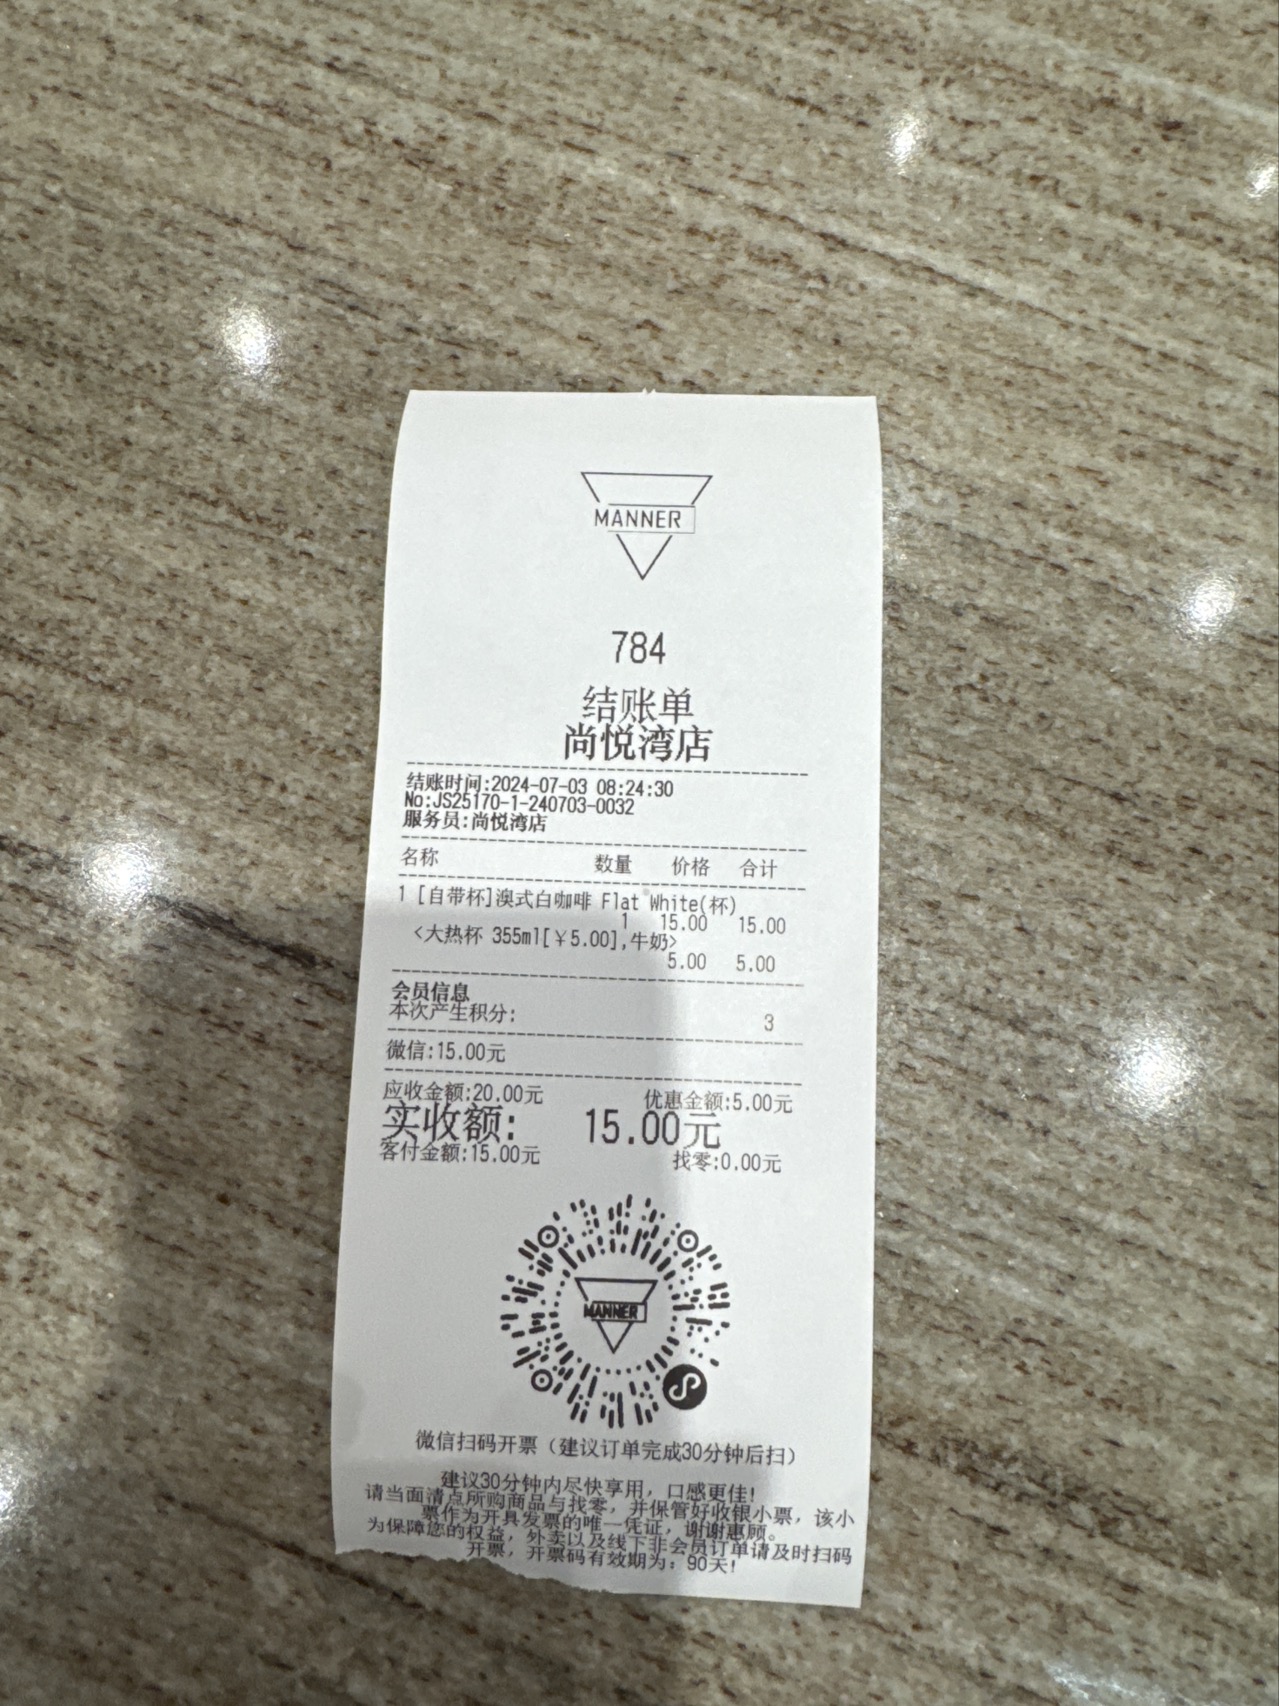 MANNER
784
结账单
尚悦湾店
结账时间:2024-07-03 08:24:30
No:JS25170-1-240703-0032
服务员:尚悦湾店
名称 数量 价格 合计
1 [自带杯]澳式白咖啡 Flat White(杯)
1 15.00 15.00
<大热杯 355ml[￥5.00],牛奶>
5.00 5.00
会员信息
本次产生积分: 3
微信:15.00元
应收金额:20.00元 优惠金额:5.00元
实收额: 15.00元
客付金额:15.00元 找零:0.00元
MANNER
微信扫码开票（建议订单完成30分钟后扫）
建议30分钟内尽快享用，口感更佳!
请当面清点所购商品与找零，并保管好收银小票，该小
票作为开具发票的唯一凭证，谢谢惠顾。
为保障您的权益，外卖以及线下非会员订单请及时扫码
开票，开票码有效期为：90天!